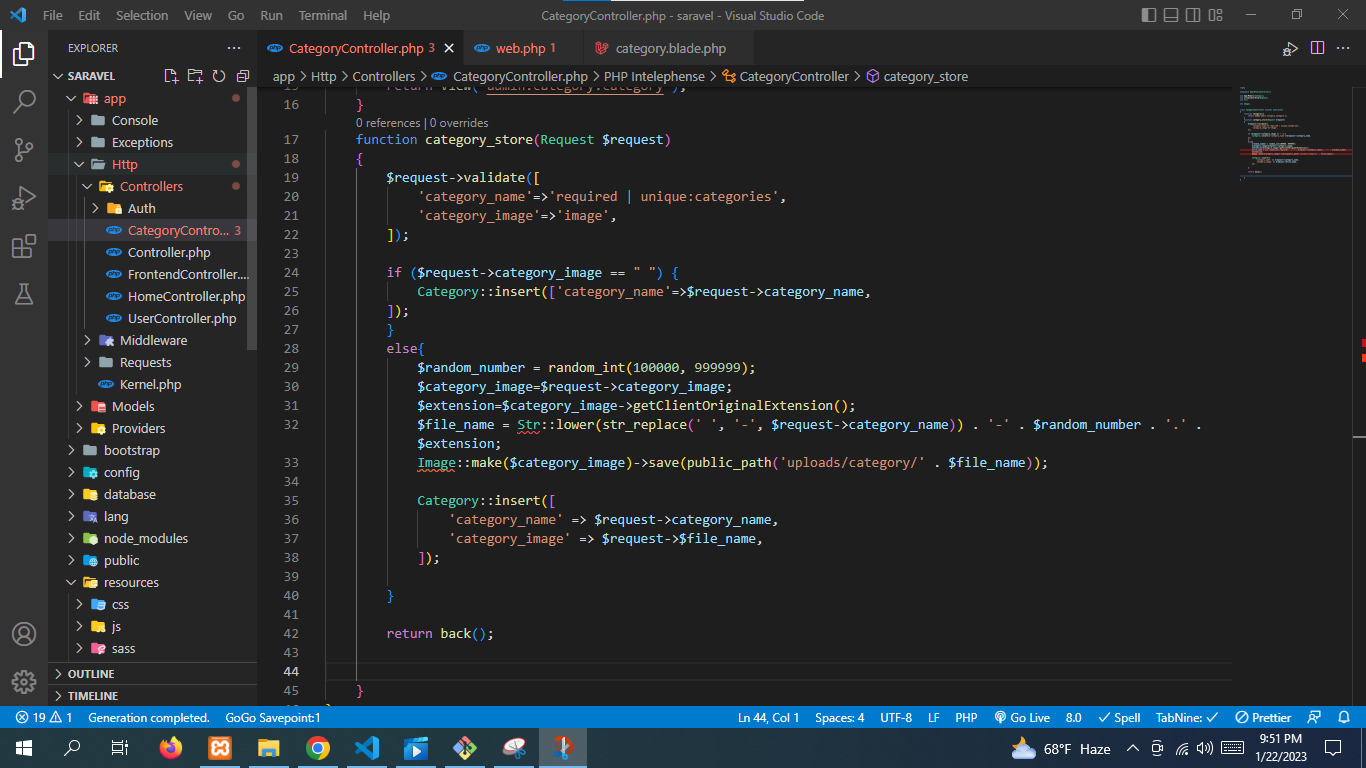 File Edit Selection View Go Run Terminal Help CategoryController.php - saravel - Visual Studio Code
EXPLORER
SARAVEL
app
Console
Exceptions
Http
Controllers
Auth
CategoryContro... 3
Controller.php
FrontendController....
HomeController.php
UserController.php
Middleware
Requests
Kernel.php
Models
Providers
bootstrap
config
database
lang
node_modules
public
resources
css
js
sass
OUTLINE
TIMELINE
CategoryController.php 3 web.php 1 category.blade.php
app > Http > Controllers > CategoryController.php > PHP Intelephense > CategoryController > category_store
15 return view('admin.category.category');
16 }
0 references | 0 overrides
17 function category_store(Request $request)
18 {
19 $request->validate([
20 'category_name'=>'required | unique:categories',
21 'category_image'=>'image',
22 ]);
23
24 if ($request->category_image == " ") {
25 Category::insert(['category_name'=>$request->category_name,
26 ]);
27 }
28 else{
29 $random_number = random_int(100000, 999999);
30 $category_image=$request->category_image;
31 $extension=$category_image->getClientOriginalExtension();
32 $file_name = Str::lower(str_replace(' ', '-', $request->category_name)) . '-' . $random_number . '.' .
$extension;
33 Image::make($category_image)->save(public_path('uploads/category/' . $file_name));
34
35 Category::insert([
36 'category_name' => $request->category_name,
37 'category_image' => $request->$file_name,
38 ]);
39
40 }
41
42 return back();
43
44
45 }
19 1 Generation completed. GoGo Savepoint:1 Ln 44, Col 1 Spaces: 4 UTF-8 LF PHP Go Live 8.0 Spell TabNine: Prettier
68°F Haze 9:51 PM
1/22/2023